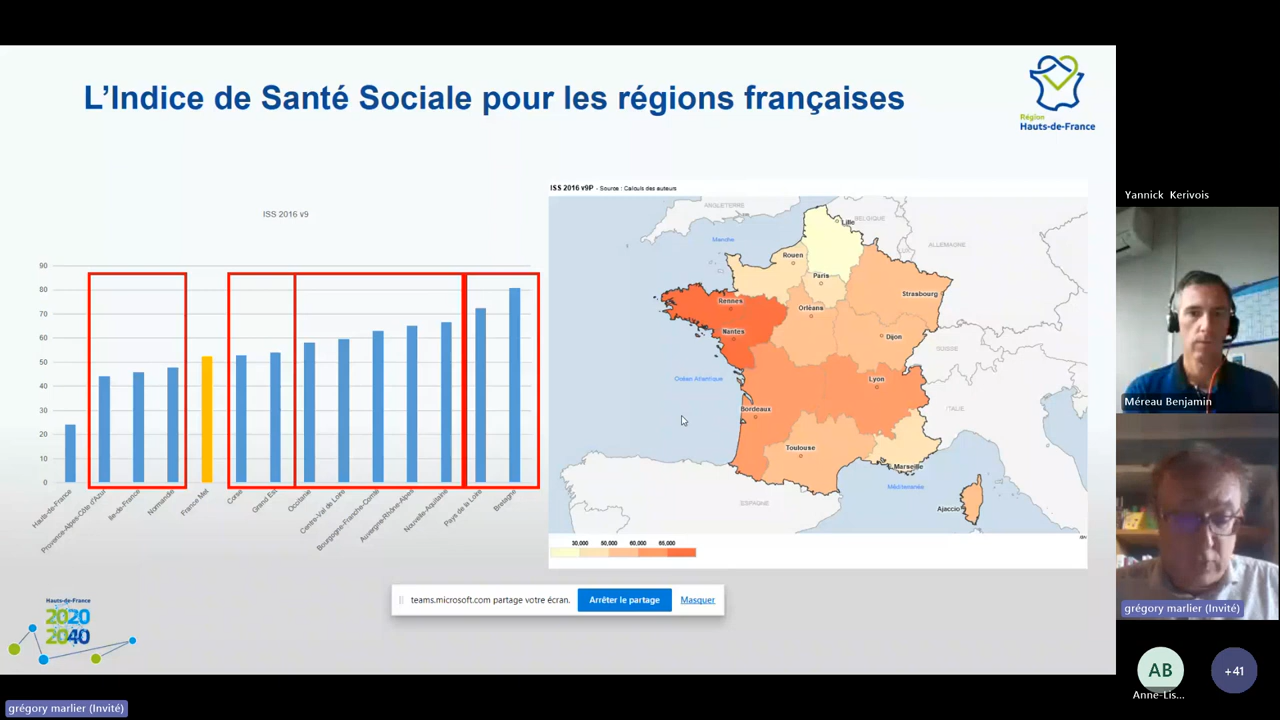 L'Indice de Santé Sociale pour les régions françaises
Région
Hauts-de-France
ISS 2016 v9
90
80
70
60
50
40
30
20
10
0
Hauts-de-France
Provence-Alpes-Côte d'Azur
Ile-de-France
Normandie
France Met
Corse
Grand Est
Occitanie
Centre-Val de Loire
Bourgogne-Franche-Comté
Auvergne-Rhône-Alpes
Nouvelle-Aquitaine
Pays de la Loire
Bretagne
ISS 2016 v9P - Source : Calculs des auteurs
ANGLETERRE
BELGIQUE
Lille
Manche
ALLEMAGNE
Rouen
Paris
Strasbourg
Rennes
Orléans
Nantes
Dijon
SUISSE
Océan Atlantique
Lyon
ITALIE
Bordeaux
Toulouse
Marseille
Méditerranée
ESPAGNE
Ajaccio
30,000 50,000 60,000 65,000
teams.microsoft.com partage votre écran.
Arrêter le partage
Masquer
Hauts-de-France
2020
2040
Yannick Kerivois
Méreau Benjamin
grégory marlier (Invité)
AB
Anne-Lis...
+41
grégory marlier (Invité)